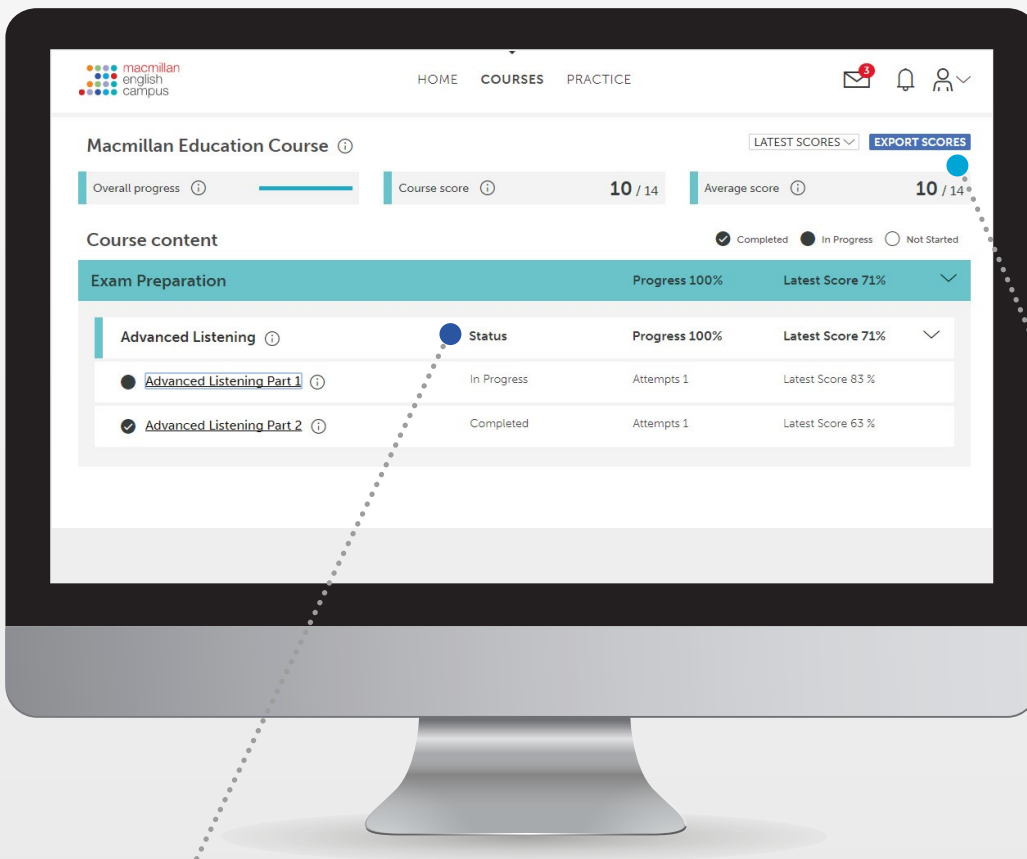 macmillan
english
campus
HOME COURSES PRACTICE
3
Macmillan Education Course
LATEST SCORES EXPORT SCORES
Overall progress
Course score 10 / 14
Average score 10 / 14
Course content
Completed In Progress Not Started
Exam Preparation Progress 100% Latest Score 71%
Advanced Listening Status Progress 100% Latest Score 71%
Advanced Listening Part 1 In Progress Attempts 1 Latest Score 83 %
Advanced Listening Part 2 Completed Attempts 1 Latest Score 63 %